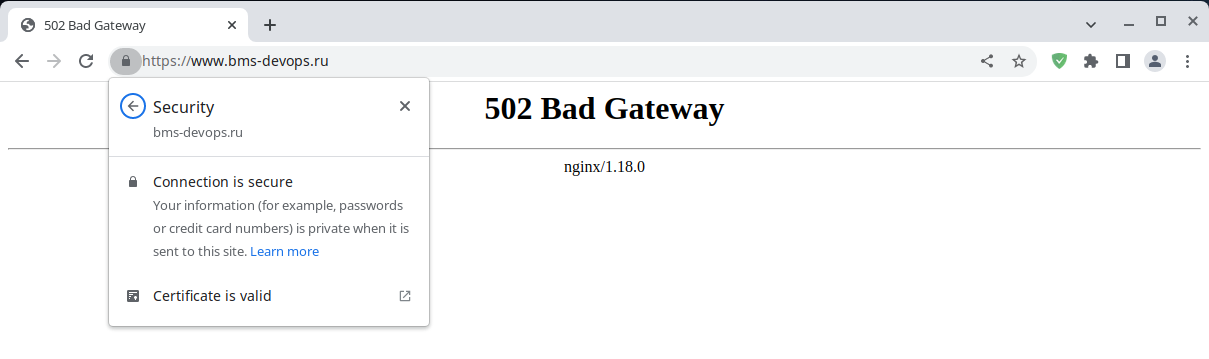 502 Bad Gateway
https://www.bms-devops.ru
Security
bms-devops.ru
502 Bad Gateway
nginx/1.18.0
Connection is secure
Your information (for example, passwords
or credit card numbers) is private when it is
sent to this site. Learn more
Certificate is valid